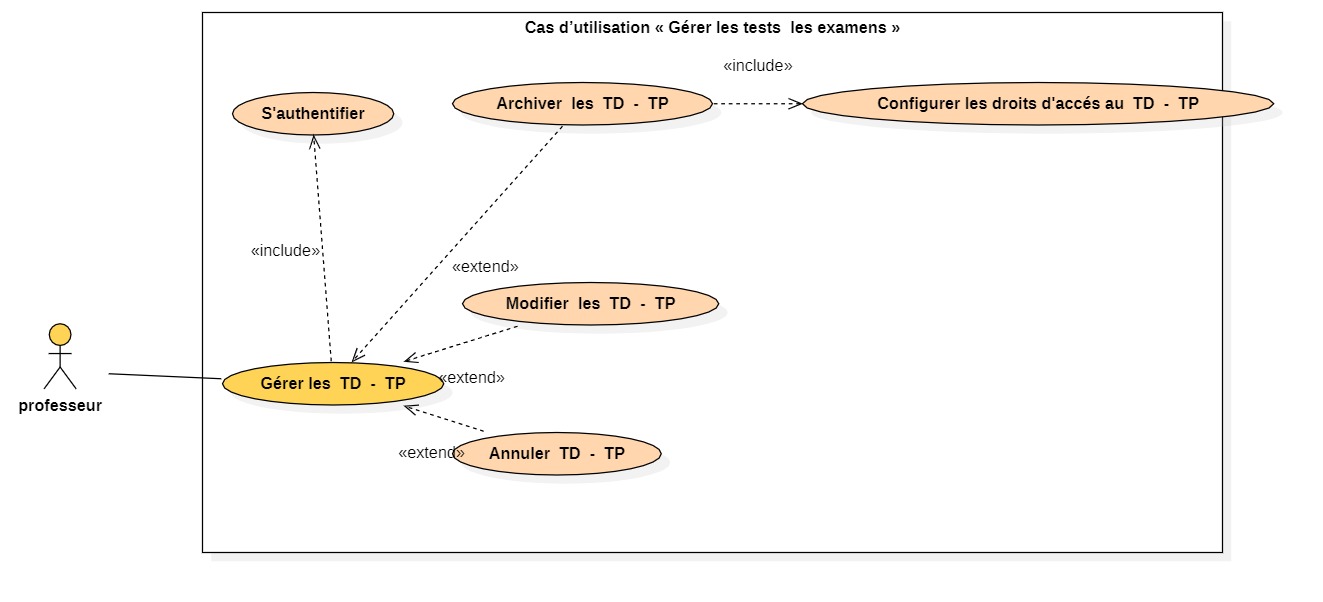 Cas d’utilisation « Gérer les tests les examens »
«include»
S'authentifier
Archiver les TD - TP
Configurer les droits d'accés au TD - TP
«include»
«extend»
Modifier les TD - TP
Gérer les TD - TP
«extend»
professeur
«extend»
Annuler TD - TP